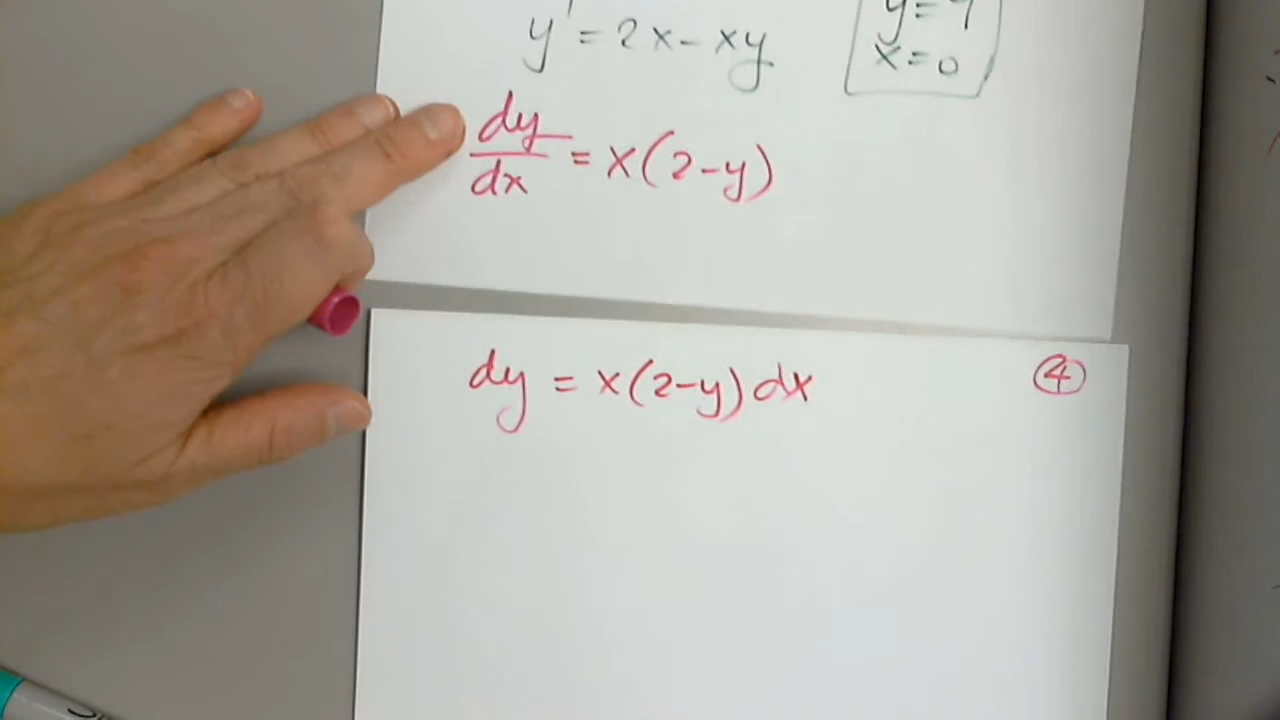 y' = 2x - xy
x = 0
dy/dx = x(2-y)
dy = x(2-y)dx
④